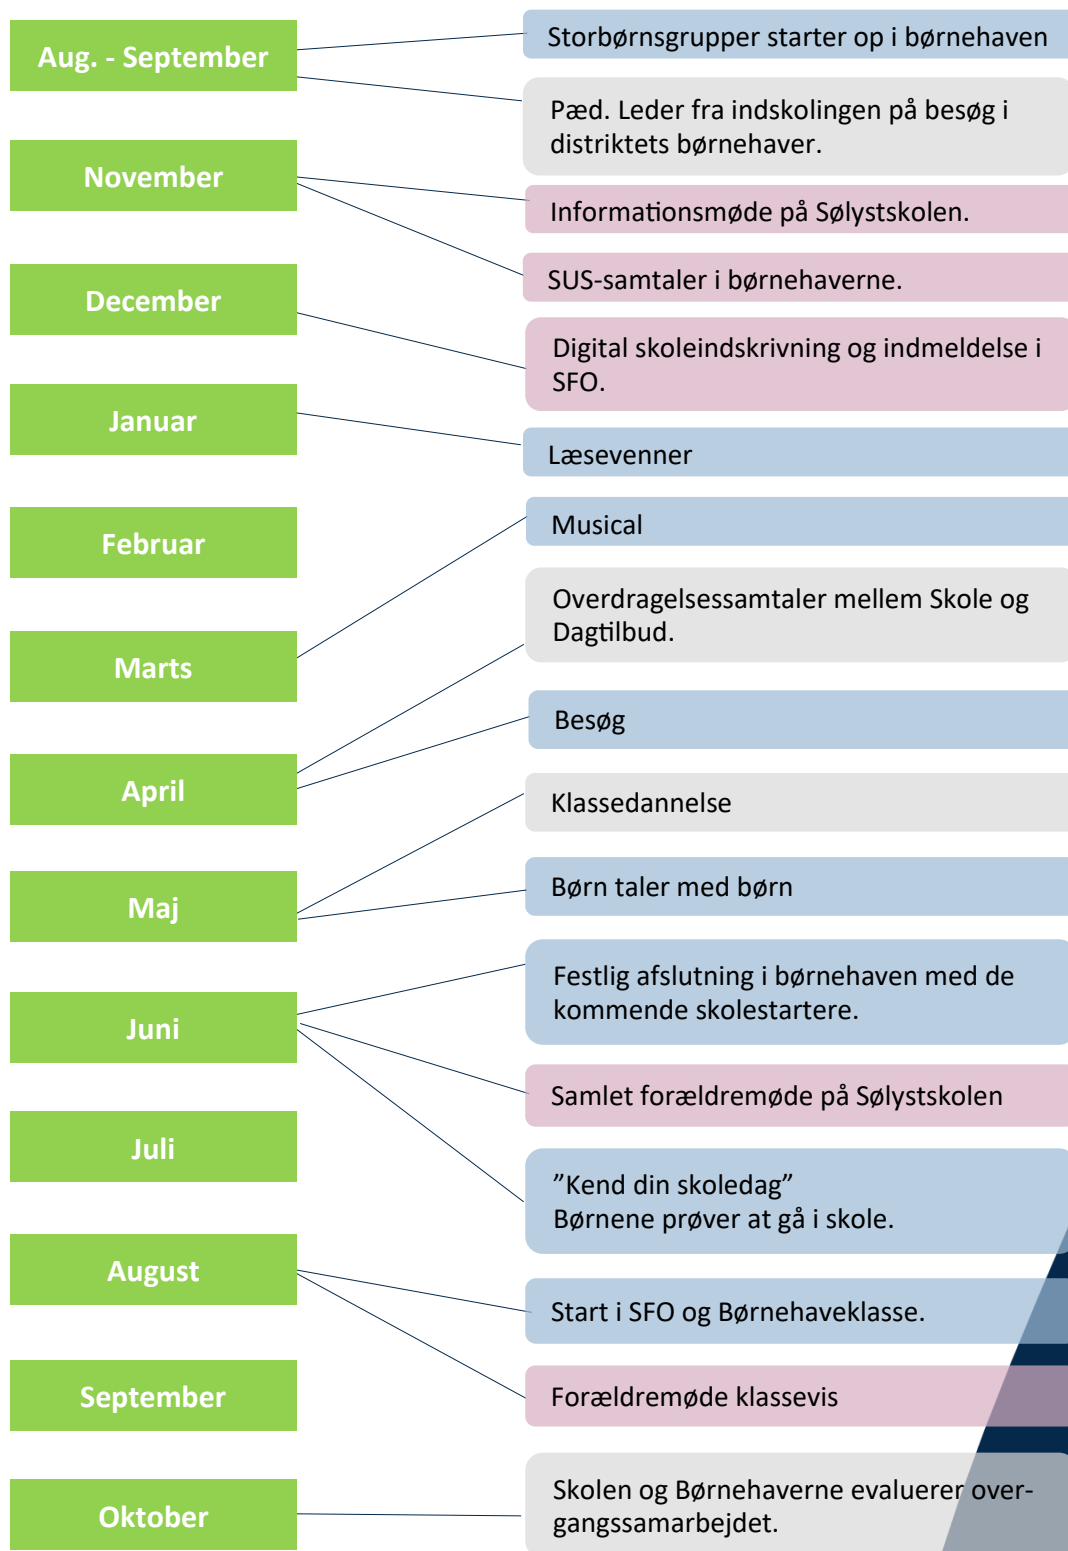 Aug. - September
Storbørnsgrupper starter op i børnehaven
Pæd. Leder fra indskolingen på besøg i
distriktets børnehaver.
November
Informationsmøde på Sølystskolen.
SUS-samtaler i børnehaverne.
December
Digital skoleindskrivning og indmeldelse i
SFO.
Januar
Læsevenner
Februar
Musical
Marts
Overdragelsessamtaler mellem Skole og
Dagtilbud.
April
Besøg
Klassedannelse
Maj
Børn taler med børn
Juni
Festlig afslutning i børnehaven med de
kommende skolestartere.
Samlet forældremøde på Sølystskolen
Juli
”Kend din skoledag”
Børnene prøver at gå i skole.
August
Start i SFO og Børnehaveklasse.
September
Forældremøde klassevis
Oktober
Skolen og Børnehaverne evaluerer over-
gangssamarbejdet.